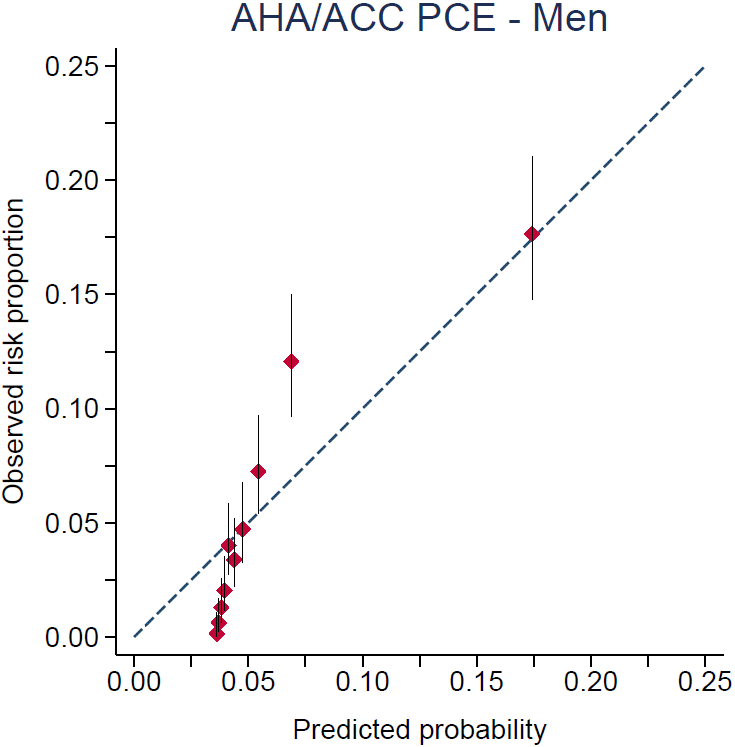 AHA/ACC PCE - Men
Observed risk proportion
0.25
0.20
0.15
0.10
0.05
0.00
0.00 0.05 0.10 0.15 0.20 0.25
Predicted probability